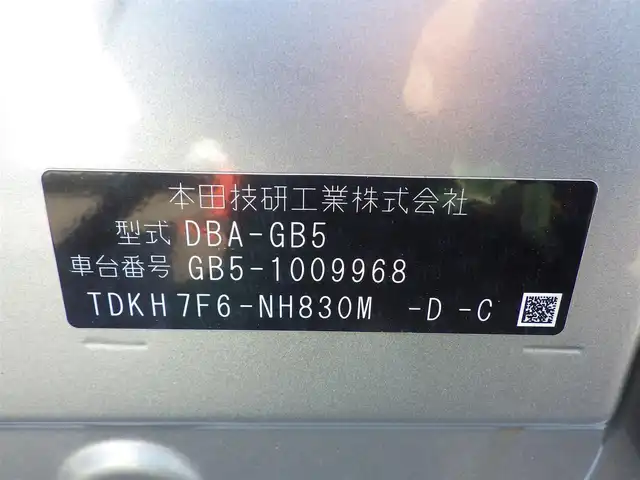 本田技研工業株式会社
型式 DBA-GB5
車台番号 GB5-1009968
TDKH7F6-NH830M -D -C